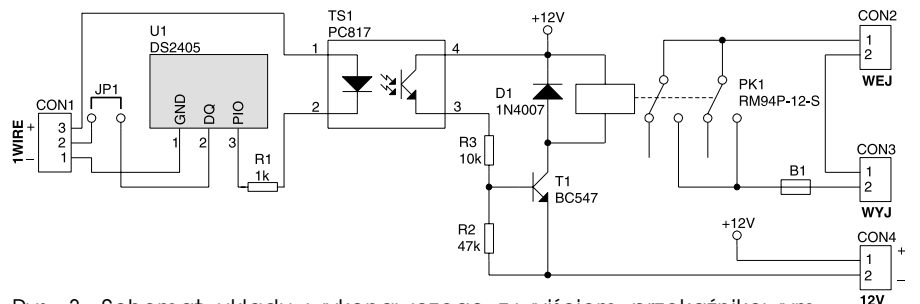 U1
DS2405
GND
DQ
PIO
1
2
3
JP1
CON1
1WIRE
+
3
2
1
–
R1
1k
TS1
PC817
1
2
4
3
+12V
D1
1N4007
R3
10k
T1
BC547
R2
47k
PK1
RM94P-12-S
CON2
1
2
WEJ
B1
CON3
1
2
WYJ
+12V
CON4
1
2
+
–
12V